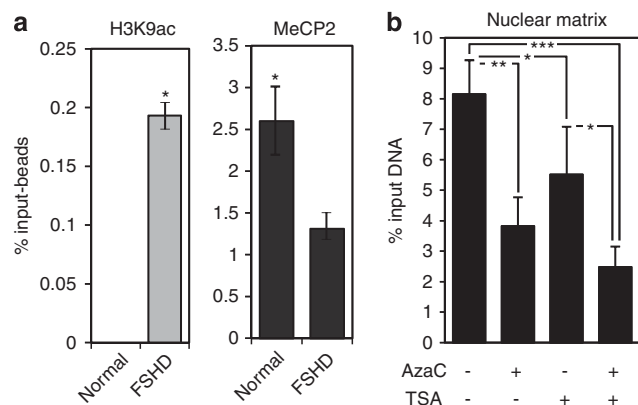 a
H3K9ac
MeCP2
% input-beads
0.25
0.2
0.15
0.1
0.05
0
*
Normal
FSHD
3.5
3
2.5
2
1.5
1
0.5
0
*
Normal
FSHD
b
Nuclear matrix
% input DNA
10
9
8
7
6
5
4
3
2
1
0
***
*
**
*
AzaC - + - +
TSA - - + +